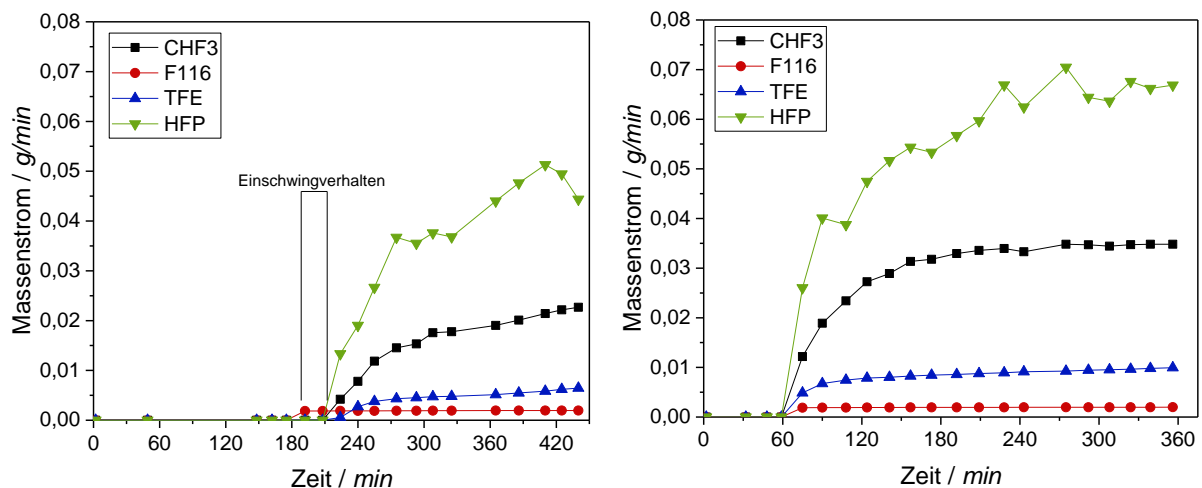 0,08
0,07
0,06
0,05
0,04
0,03
0,02
0,01
0,00
Massenstrom / g/min
CHF3
F116
TFE
HFP
Einschwingverhalten
0 60 120 180 240 300 360 420
Zeit / min
0,08
0,07
0,06
0,05
0,04
0,03
0,02
0,01
0,00
Massenstrom / g/min
CHF3
F116
TFE
HFP
0 60 120 180 240 300 360
Zeit / min